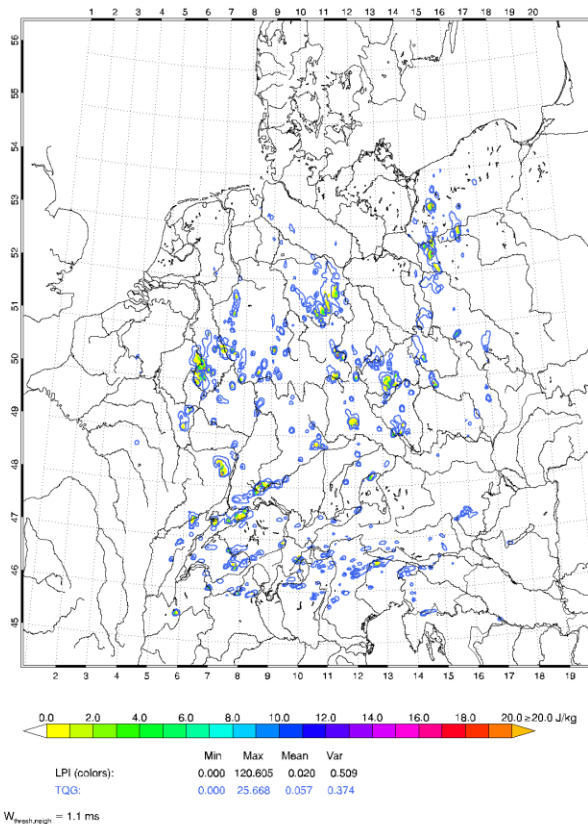 1 2 3 4 5 6 7 8 9 10 11 12 13 14 15 16 17 18 19 20
56
55
54
53
52
51
50
49
48
47
46
45
2 3 4 5 6 7 8 9 10 11 12 13 14 15 16 17 18 19
0.0 2.0 4.0 6.0 8.0 10.0 12.0 14.0 16.0 18.0 20.0 ≥20.0 J/kg
Min Max Mean Var
LPI (colors): 0.000 120.605 0.020 0.509
TQG: 0.000 25.668 0.057 0.374
Wthresh,neigh = 1.1 ms